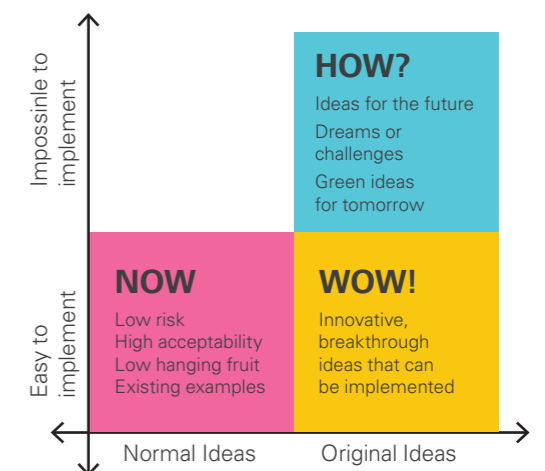 Impossinle to
implement
HOW?
Ideas for the future
Dreams or
challenges
Green ideas
for tomorrow
Easy to
implement
NOW
Low risk
High acceptability
Low hanging fruit
Existing examples
WOW!
Innovative,
breakthrough
ideas that can
be implemented
Normal Ideas
Original Ideas